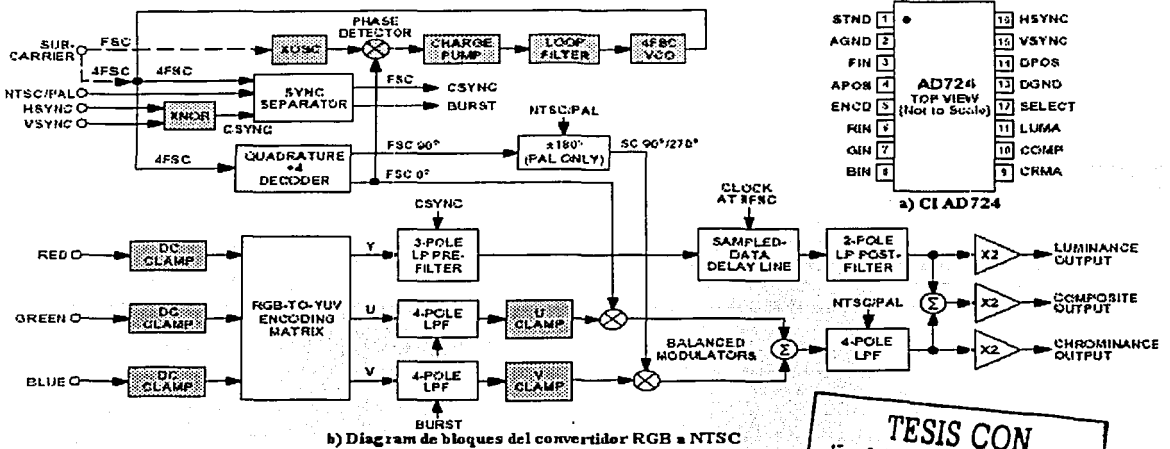 SUB-
CARRIER
FSC
4FSC
4FSC
NTSC/PAL
HSYNC
VSYNC
XNOR
CSYNC
XOSC
PHASE
DETECTOR
CHARGE
PUMP
LOOP
FILTER
4FSC
VCO
SYNC
SEPARATOR
FSC
CSYNC
BURST
4FSC
QUADRATURE
÷4
DECODER
FSC 90°
FSC 0°
NTSC/PAL
±180°
(PAL ONLY)
SC 90°/270°
RED
GREEN
BLUE
DC
CLAMP
DC
CLAMP
DC
CLAMP
RGB-TO-YUV
ENCODING
MATRIX
Y
U
V
CSYNC
3-POLE
LP PRE-
FILTER
4-POLE
LPF
4-POLE
LPF
BURST
U
CLAMP
V
CLAMP
BALANCED
MODULATORS
Σ
CLOCK
AT 8FSC
SAMPLED-
DATA
DELAY LINE
2-POLE
LP POST-
FILTER
NTSC/PAL
4-POLE
LPF
Σ
X2
X2
X2
LUMINANCE
OUTPUT
COMPOSITE
OUTPUT
CHROMINANCE
OUTPUT
b) Diagram de bloques del convertidor RGB a NTSC
STND 1
AGND 2
FIN 3
APOS 4
ENCD 5
RIN 6
GIN 7
BIN 8
AD724
TOP VIEW
(Not to Scale)
16 HSYNC
15 VSYNC
14 DPOS
13 DGND
12 SELECT
11 LUMA
10 COMP
9 CRMA
a) CI AD724
TESIS CON